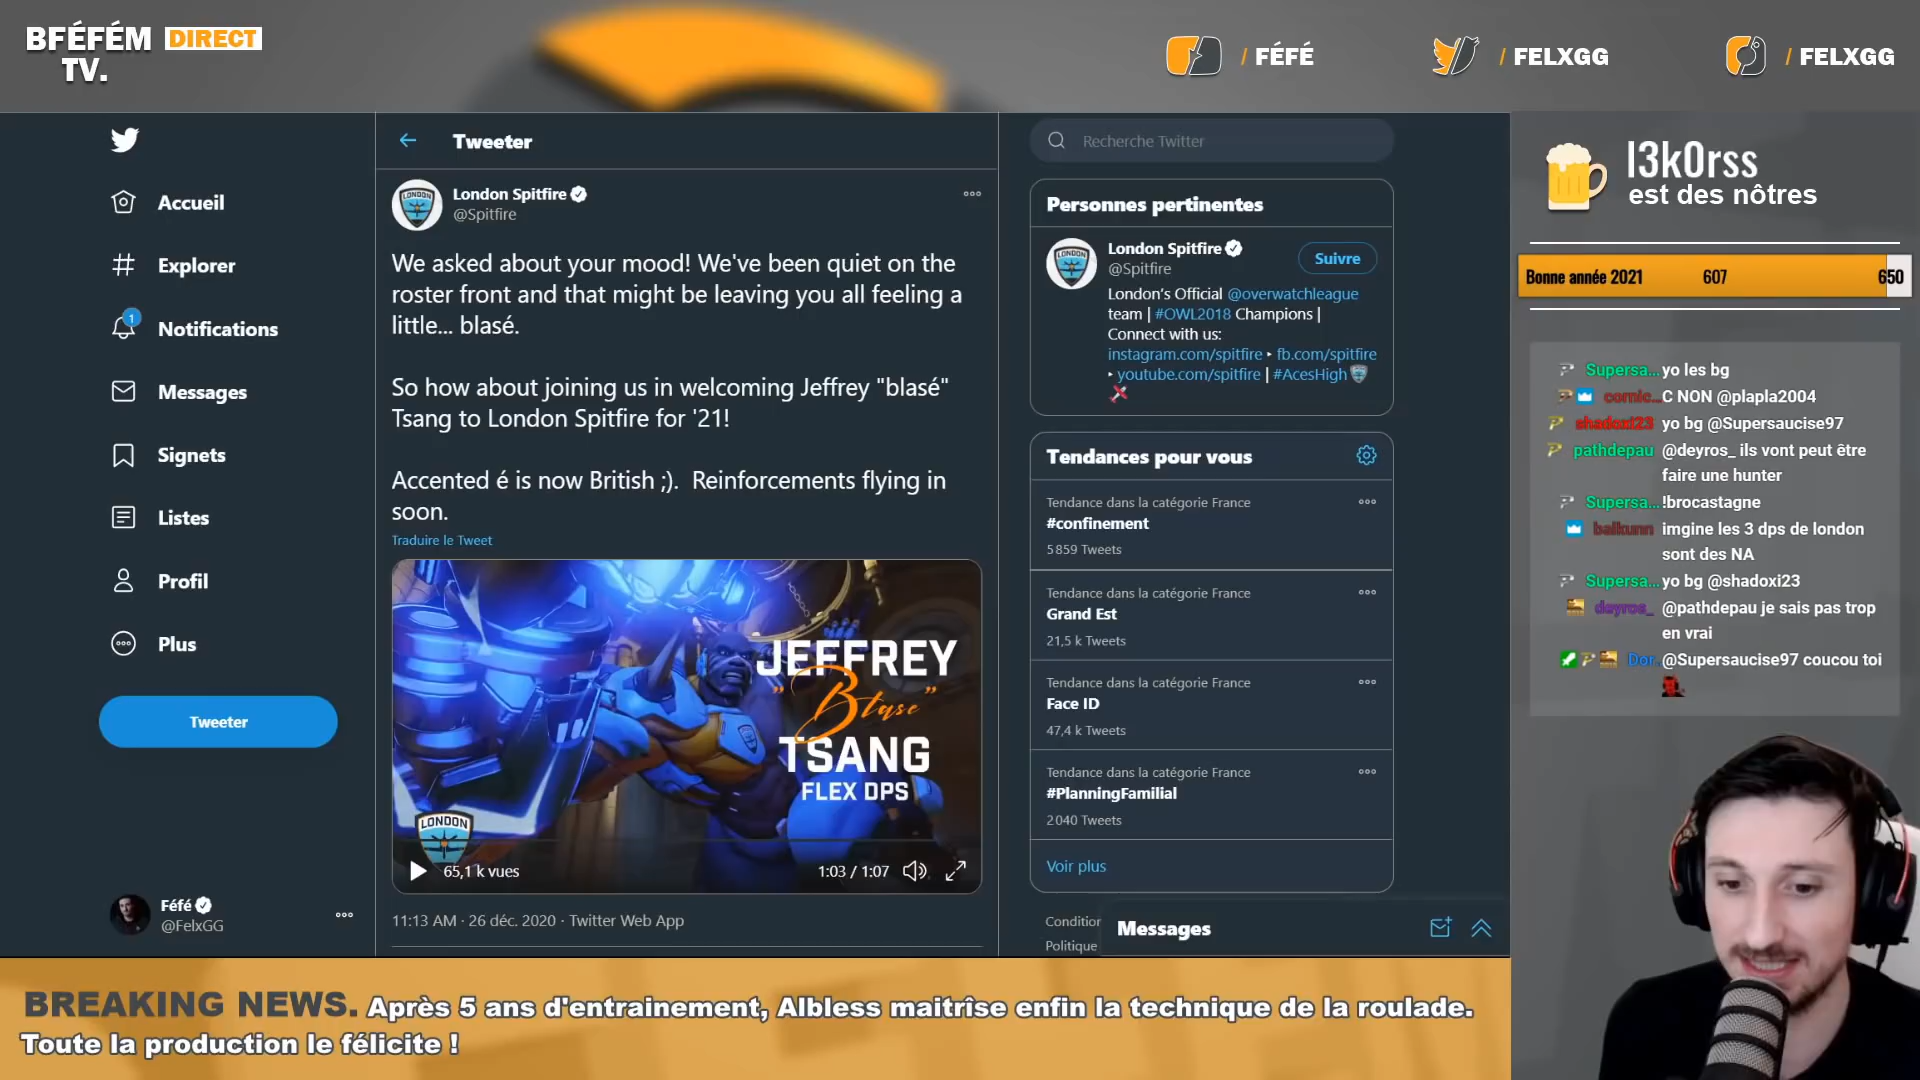 BFÉFÉM DIRECT
TV.
/ FÉFÉ
/ FELXGG
/ FELXGG
Accueil
Explorer
1
Notifications
Messages
Signets
Listes
Profil
Plus
Tweeter
Féfé
@FelxGG
Tweeter
London Spitfire
@Spitfire
We asked about your mood! We've been quiet on the
roster front and that might be leaving you all feeling a
little... blasé.
So how about joining us in welcoming Jeffrey "blasé"
Tsang to London Spitfire for '21!
Accented é is now British ;). Reinforcements flying in
soon.
Traduire le Tweet
JEFFREY
"Blasé"
TSANG
FLEX DPS
LONDON
65,1 k vues
1:03 / 1:07
11:13 AM · 26 déc. 2020 · Twitter Web App
Recherche Twitter
Personnes pertinentes
London Spitfire
@Spitfire
Suivre
London's Official @overwatchleague
team | #OWL2018 Champions |
Connect with us:
instagram.com/spitfire ‣ fb.com/spitfire
‣ youtube.com/spitfire | #AcesHigh
Tendances pour vous
Tendance dans la catégorie France
#confinement
5 859 Tweets
Tendance dans la catégorie France
Grand Est
21,5 k Tweets
Tendance dans la catégorie France
Face ID
47,4 k Tweets
Tendance dans la catégorie France
#PlanningFamilial
2 040 Tweets
Voir plus
Condition
Politique
Messages
l3k0rss
est des nôtres
Bonne année 2021 607 650
Supersa... yo les bg
comic... C NON @plapla2004
shadoxi23 yo bg @Supersaucise97
pathdepau @deyros_ ils vont peut être
faire une hunter
Supersa... !brocastagne
baikunn imgine les 3 dps de london
sont des NA
Supersa... yo bg @shadoxi23
deyros_ @pathdepau je sais pas trop
en vrai
Dor... @Supersaucise97 coucou toi
BREAKING NEWS. Après 5 ans d'entrainement, Albless maitrîse enfin la technique de la roulade.
Toute la production le félicite !